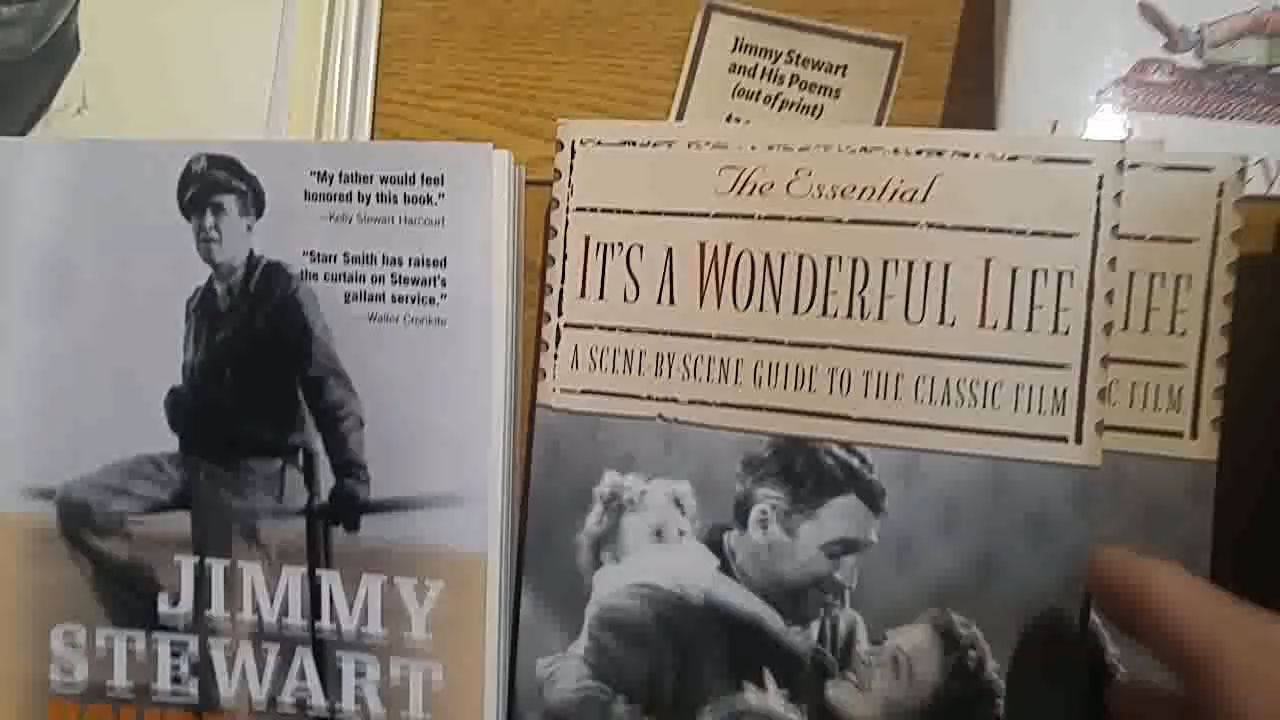 Jimmy Stewart
and His Poems
(out of print)
"My father would feel
honored by this book."
—Kelly Stewart Harcourt
"Starr Smith has raised
the curtain on Stewart's
gallant service."
—Walter Cronkite
JIMMY
STEWART
The Essential
IT'S A WONDERFUL LIFE
A SCENE-BY-SCENE GUIDE TO THE CLASSIC FILM
IFE
C FILM